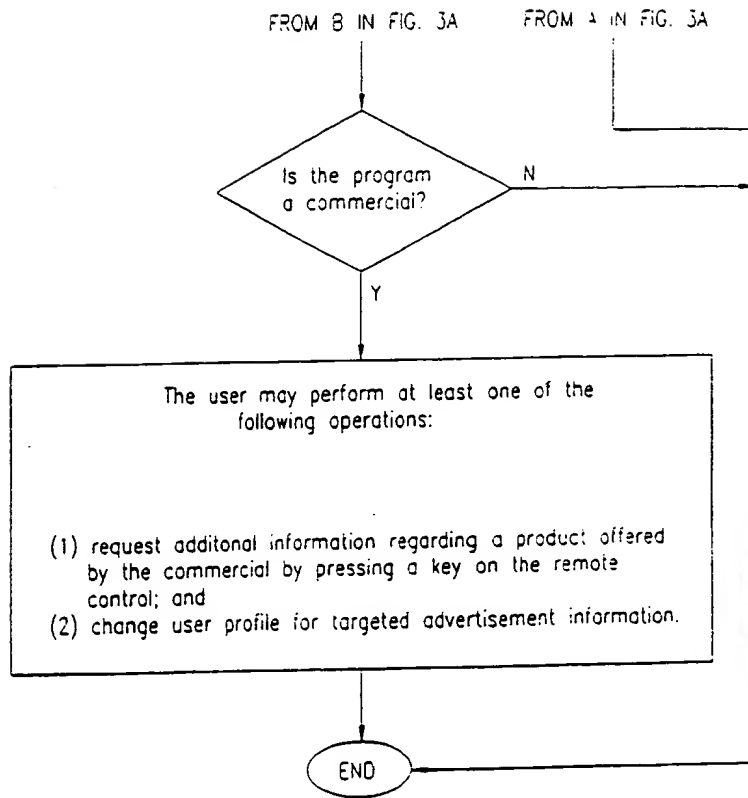 FROM B IN FIG. 3A
FROM A IN FIG. 3A
Is the program
a commercial?
N
Y
The user may perform at least one of the
following operations:
(1) request additonal information regarding a product offered
by the commercial by pressing a key on the remote
control; and
(2) change user profile for targeted advertisement information.
END